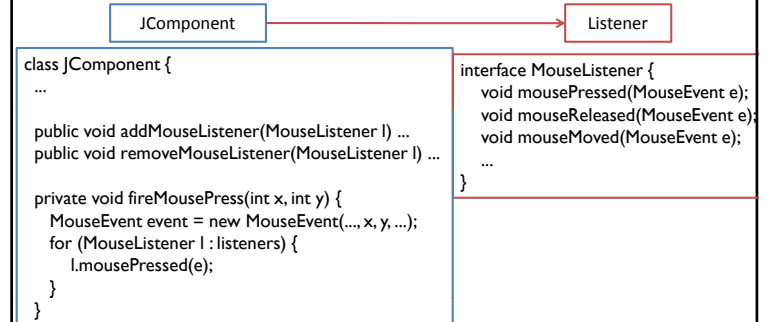 JComponent
Listener
class JComponent {
...
public void addMouseListener(MouseListener l) ...
public void removeMouseListener(MouseListener l) ...
private void fireMousePress(int x, int y) {
MouseEvent event = new MouseEvent(..., x, y, ...);
for (MouseListener l : listeners) {
l.mousePressed(e);
}
}
interface MouseListener {
void mousePressed(MouseEvent e);
void mouseReleased(MouseEvent e);
void mouseMoved(MouseEvent e);
...
}